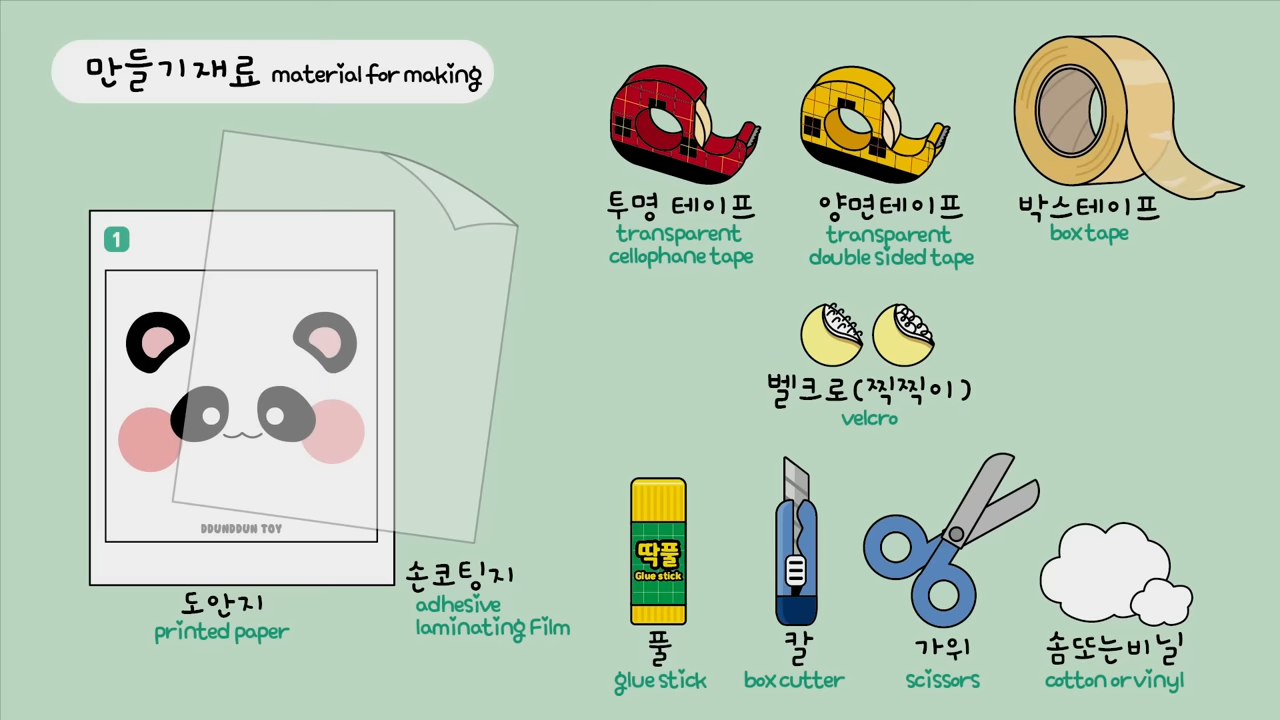 만들기재료 material for making
투명 테이프
transparent
cellophane tape
양면테이프
transparent
double sided tape
박스테이프
box tape
1
DDUNDDUN TOY
벨크로(찍찍이)
velcro
손코팅지
adhesive
laminating Film
도안지
printed paper
딱풀
Glue stick
풀
glue stick
칼
box cutter
가위
scissors
솜또는비닐
cotton or vinyl